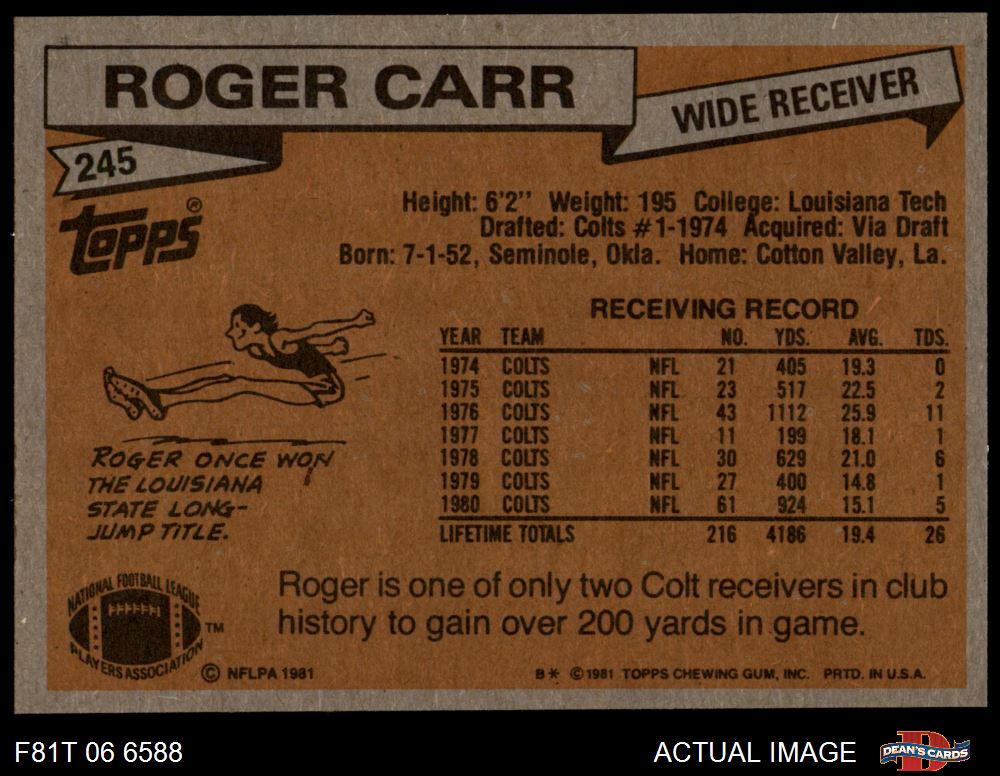 ROGER CARR
WIDE RECEIVER
245
TOPPS®
Height: 6'2'' Weight: 195 College: Louisiana Tech
Drafted: Colts #1-1974 Acquired: Via Draft
Born: 7-1-52, Seminole, Okla. Home: Cotton Valley, La.
RECEIVING RECORD
YEAR TEAM NO. YDS. AVG. TDS.
1974 COLTS NFL 21 405 19.3 0
1975 COLTS NFL 23 517 22.5 2
1976 COLTS NFL 43 1112 25.9 11
1977 COLTS NFL 11 199 18.1 1
1978 COLTS NFL 30 629 21.0 6
1979 COLTS NFL 27 400 14.8 1
1980 COLTS NFL 61 924 15.1 5
LIFETIME TOTALS 216 4186 19.4 26
ROGER ONCE WON
THE LOUISIANA
STATE LONG-
JUMP TITLE.
Roger is one of only two Colt receivers in club
history to gain over 200 yards in game.
NATIONAL FOOTBALL LEAGUE
PLAYERS ASSOCIATION
TM
© NFLPA 1981
B* © 1981 TOPPS CHEWING GUM, INC. PRTD. IN U.S.A.
F81T 06 6588
ACTUAL IMAGE
D
DEAN'S CARDS